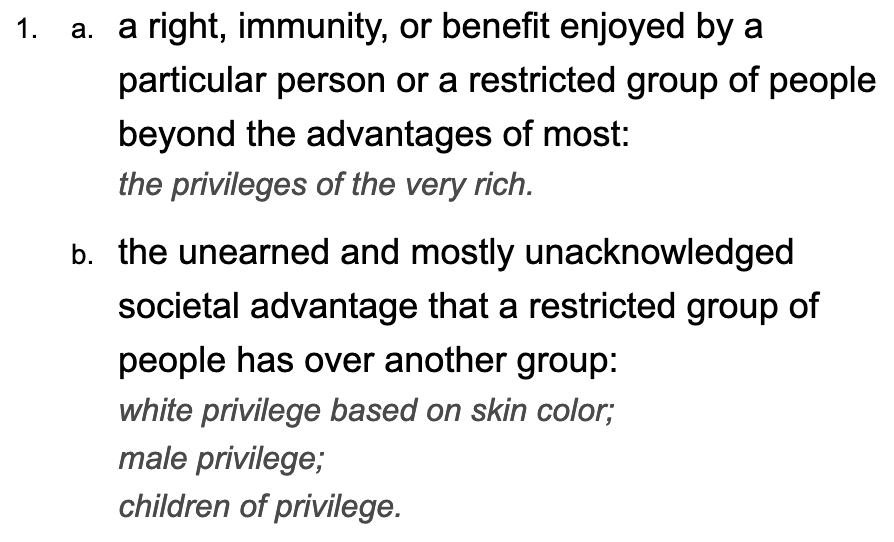 1. a. a right, immunity, or benefit enjoyed by a
particular person or a restricted group of people
beyond the advantages of most:
the privileges of the very rich.
b. the unearned and mostly unacknowledged
societal advantage that a restricted group of
people has over another group:
white privilege based on skin color;
male privilege;
children of privilege.